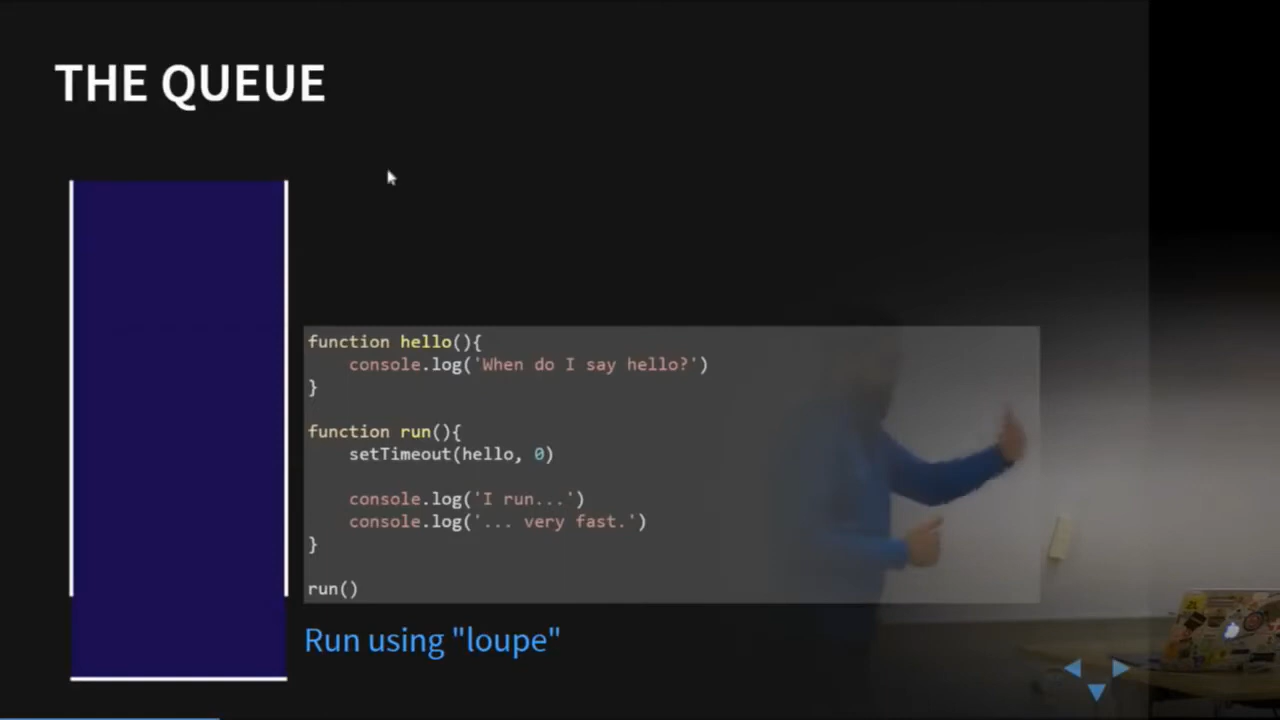 THE QUEUE
function hello(){
    console.log('When do I say hello?')
}
function run(){
    setTimeout(hello, 0)
    console.log('I run...')
    console.log('... very fast.')
}
run()
Run using "loupe"